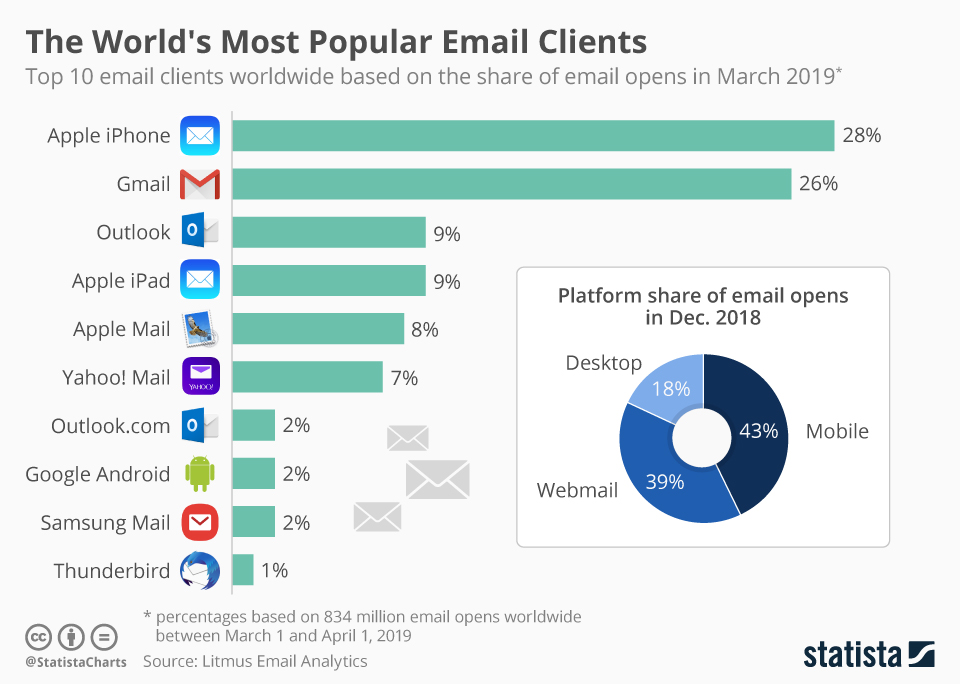 The World's Most Popular Email Clients
Top 10 email clients worldwide based on the share of email opens in March 2019*
Apple iPhone 28%
Gmail 26%
Outlook 9%
Apple iPad 9%
Apple Mail 8%
Yahoo! Mail YAHOO! 7%
Outlook.com 2%
Google Android 2%
Samsung Mail 2%
Thunderbird 1%
Platform share of email opens
in Dec. 2018
Desktop
18%
43% Mobile
Webmail 39%
* percentages based on 834 million email opens worldwide
between March 1 and April 1, 2019
@StatistaCharts Source: Litmus Email Analytics
statista